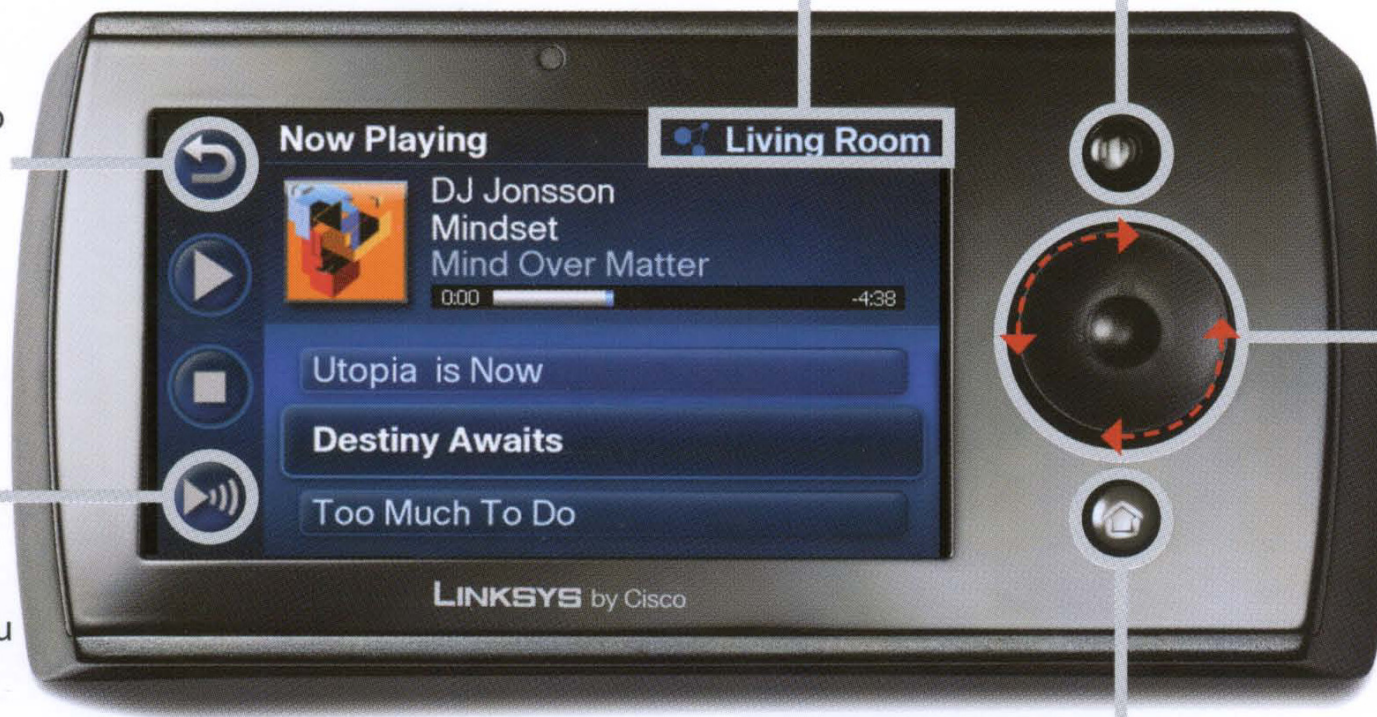 Now Playing
Living Room
DJ Jonsson
Mindset
Mind Over Matter
0:00 -4:38
Utopia is Now
Destiny Awaits
Too Much To Do
LINKSYS by Cisco